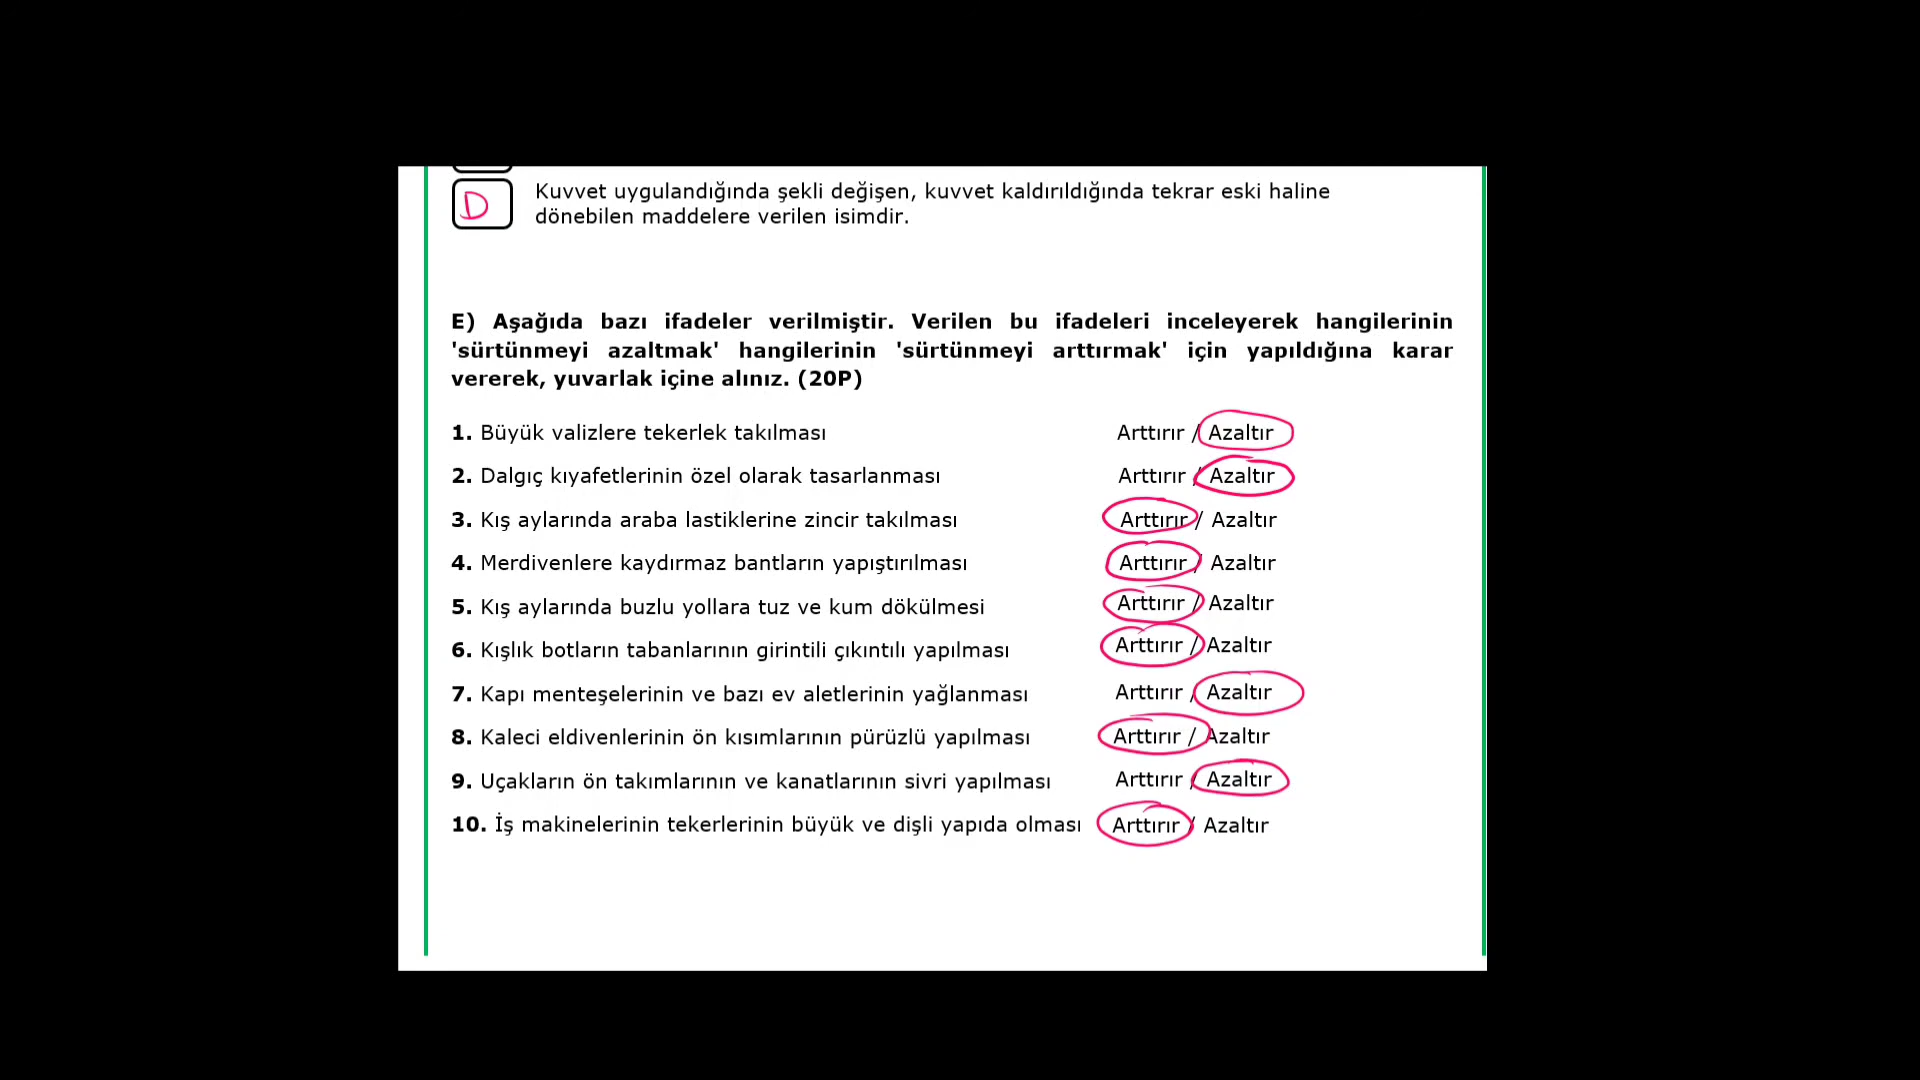 D
Kuvvet uygulandığında şekli değişen, kuvvet kaldırıldığında tekrar eski haline
dönebilen maddelere verilen isimdir.
E) Aşağıda bazı ifadeler verilmiştir. Verilen bu ifadeleri inceleyerek hangilerinin
'sürtünmeyi azaltmak' hangilerinin 'sürtünmeyi arttırmak' için yapıldığına karar
vererek, yuvarlak içine alınız. (20P)
1. Büyük valizlere tekerlek takılması Arttırır / Azaltır
2. Dalgıç kıyafetlerinin özel olarak tasarlanması Arttırır / Azaltır
3. Kış aylarında araba lastiklerine zincir takılması Arttırır / Azaltır
4. Merdivenlere kaydırmaz bantların yapıştırılması Arttırır / Azaltır
5. Kış aylarında buzlu yollara tuz ve kum dökülmesi Arttırır / Azaltır
6. Kışlık botların tabanlarının girintili çıkıntılı yapılması Arttırır / Azaltır
7. Kapı menteşelerinin ve bazı ev aletlerinin yağlanması Arttırır / Azaltır
8. Kaleci eldivenlerinin ön kısımlarının pürüzlü yapılması Arttırır / Azaltır
9. Uçakların ön takımlarının ve kanatlarının sivri yapılması Arttırır / Azaltır
10. İş makinelerinin tekerlerinin büyük ve dişli yapıda olması Arttırır / Azaltır